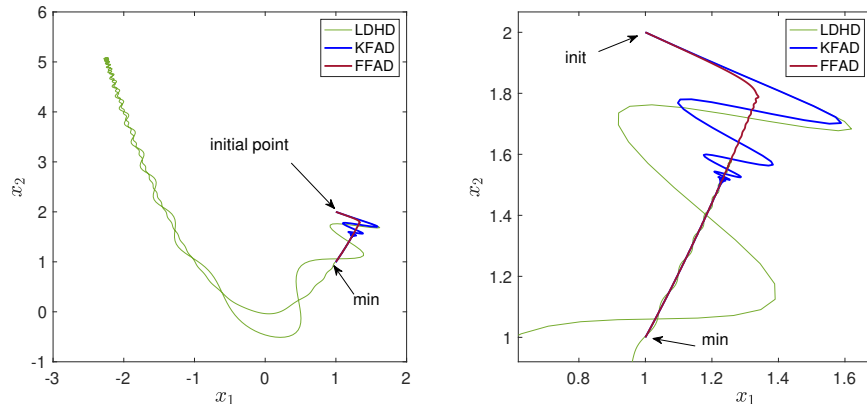 6
5
4
3
2
1
0
-1
x₂
-3
-2
-1
0
1
2
x₁
LDHD
KFAD
FFAD
initial point
min
2
1.8
1.6
1.4
1.2
1
x₂
0.8
1
1.2
1.4
1.6
x₁
LDHD
KFAD
FFAD
init
min